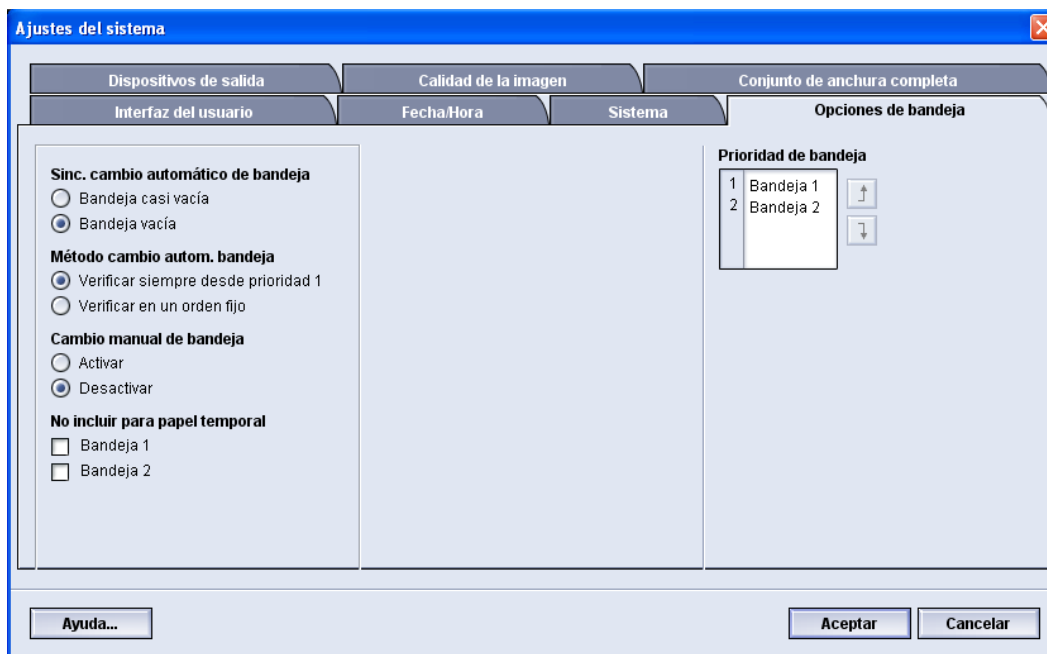 Ajustes del sistema
Dispositivos de salida
Calidad de la imagen
Conjunto de anchura completa
Interfaz del usuario
Fecha/Hora
Sistema
Opciones de bandeja
Sinc. cambio automático de bandeja
Bandeja casi vacía
Bandeja vacía
Método cambio autom. bandeja
Verificar siempre desde prioridad 1
Verificar en un orden fijo
Cambio manual de bandeja
Activar
Desactivar
No incluir para papel temporal
Bandeja 1
Bandeja 2
Prioridad de bandeja
1 Bandeja 1
2 Bandeja 2
Ayuda...
Aceptar
Cancelar